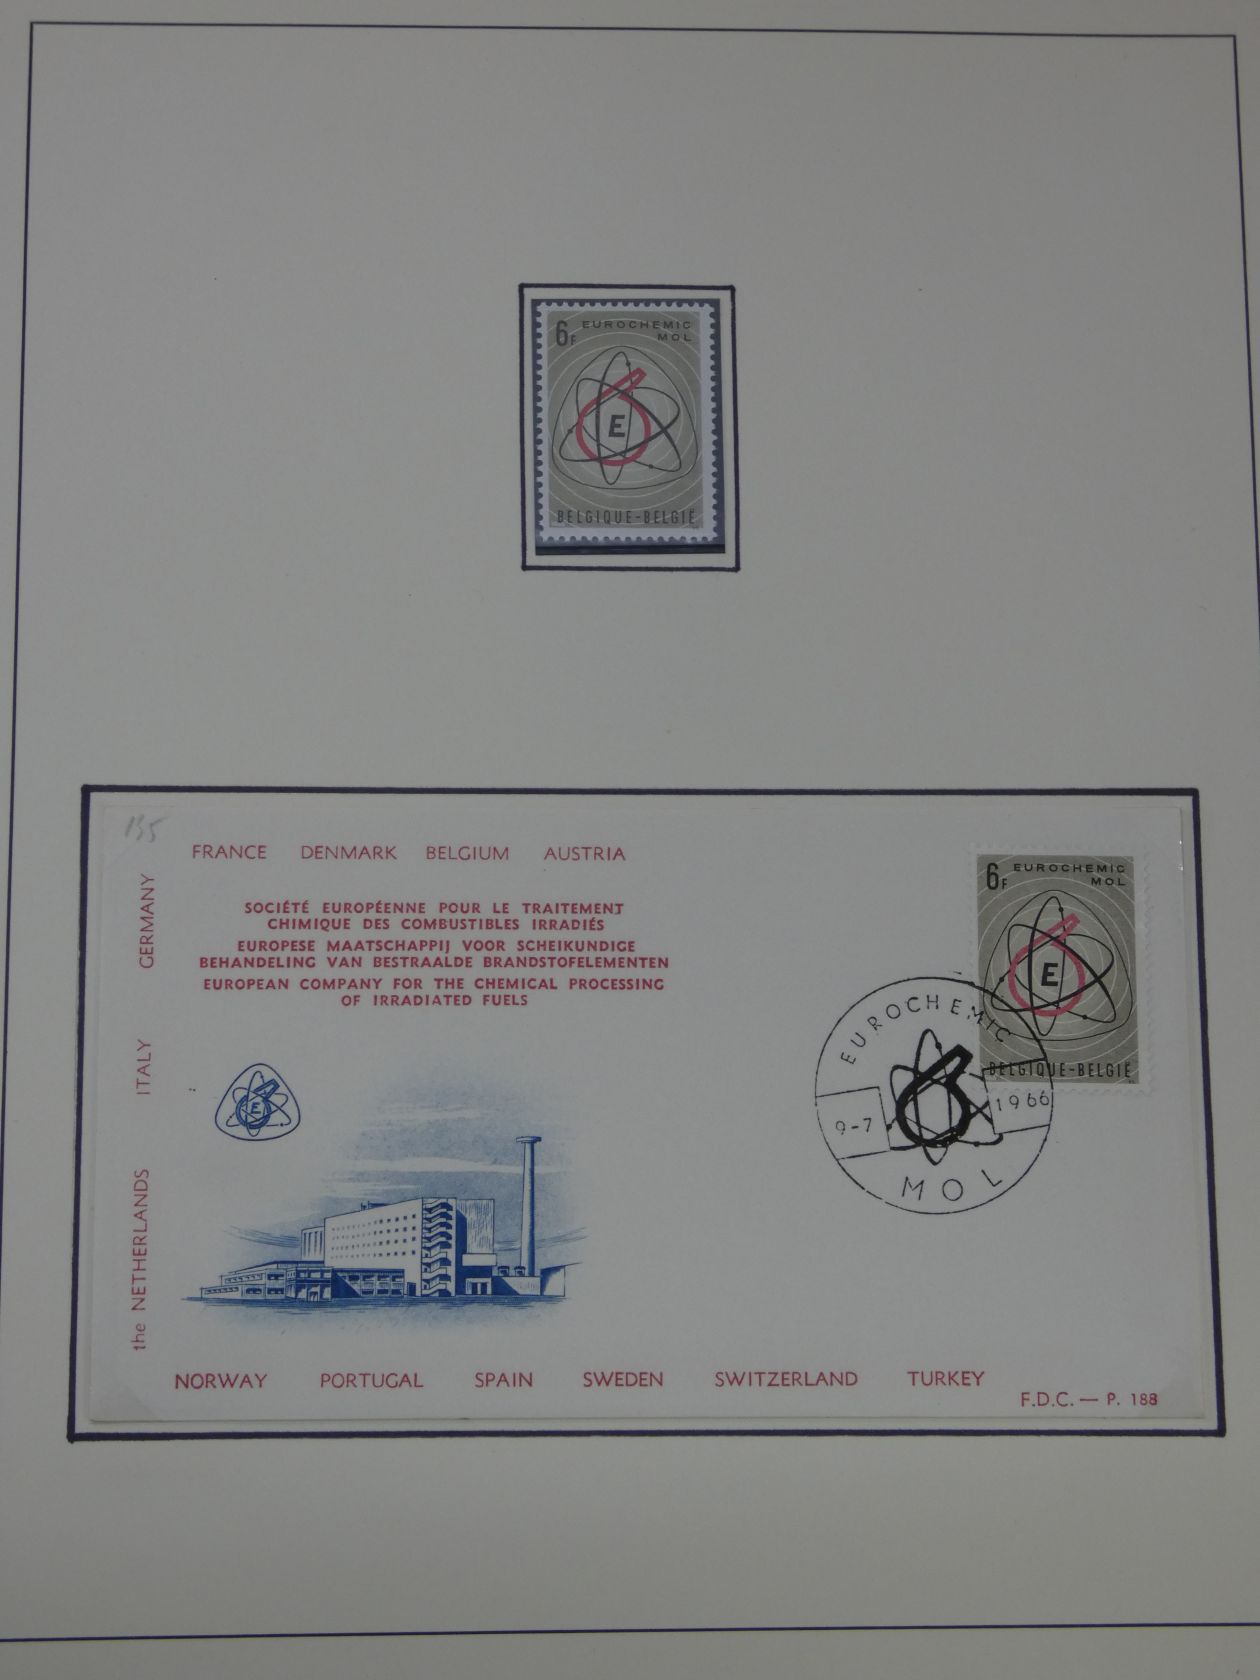 6F EUROCHEMIC
MOL
E
BELGIQUE-BELGIË
135
FRANCE DENMARK BELGIUM AUSTRIA
SOCIÉTÉ EUROPÉENNE POUR LE TRAITEMENT
CHIMIQUE DES COMBUSTIBLES IRRADIÉS
EUROPESE MAATSCHAPPIJ VOOR SCHEIKUNDIGE
BEHANDELING VAN BESTRAALDE BRANDSTOFELEMENTEN
EUROPEAN COMPANY FOR THE CHEMICAL PROCESSING
OF IRRADIATED FUELS
the NETHERLANDS ITALY GERMANY
E
6F EUROCHEMIC
MOL
E
BELGIQUE-BELGIË
EUROCHEMIC
9-7 1966
MOL
NORWAY PORTUGAL SPAIN SWEDEN SWITZERLAND TURKEY
F.D.C. — P. 188